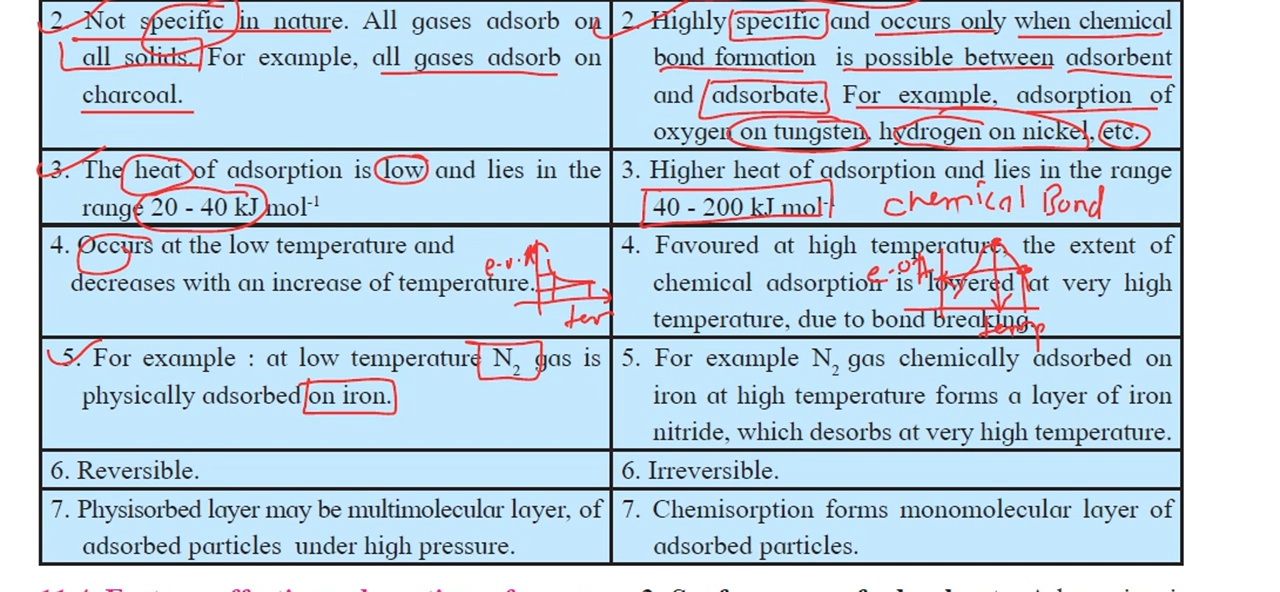 2. Not specific in nature. All gases adsorb on
all solids. For example, all gases adsorb on
charcoal.
2. Highly specific and occurs only when chemical
bond formation is possible between adsorbent
and adsorbate. For example, adsorption of
oxygen on tungsten, hydrogen on nickel, etc.
3. The heat of adsorption is low and lies in the
range 20 - 40 kJ mol⁻¹
3. Higher heat of adsorption and lies in the range
40 - 200 kJ mol⁻¹
chemical Bond
4. Occurs at the low temperature and
decreases with an increase of temperature.
4. Favoured at high temperature, the extent of
chemical adsorption is lowered at very high
temperature, due to bond breaking.
temp
5. For example : at low temperature N₂ gas is
physically adsorbed on iron.
5. For example N₂ gas chemically adsorbed on
iron at high temperature forms a layer of iron
nitride, which desorbs at very high temperature.
6. Reversible.
6. Irreversible.
7. Physisorbed layer may be multimolecular layer, of
adsorbed particles under high pressure.
7. Chemisorption forms monomolecular layer of
adsorbed particles.